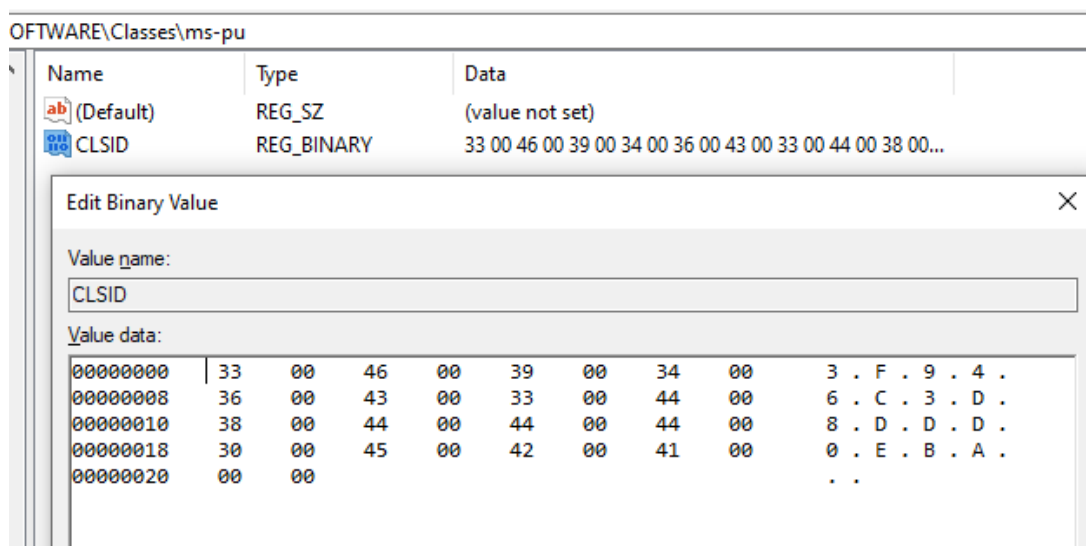 OFTWARE\Classes\ms-pu
Name Type Data
ab (Default) REG_SZ (value not set)
CLSID REG_BINARY 33 00 46 00 39 00 34 00 36 00 43 00 33 00 44 00 38 00...
Edit Binary Value
Value name:
CLSID
Value data:
00000000 33 00 46 00 39 00 34 00 3 . F . 9 . 4 .
00000008 36 00 43 00 33 00 44 00 6 . C . 3 . D .
00000010 38 00 44 00 44 00 44 00 8 . D . D . D .
00000018 30 00 45 00 42 00 41 00 0 . E . B . A .
00000020 00 00 . .